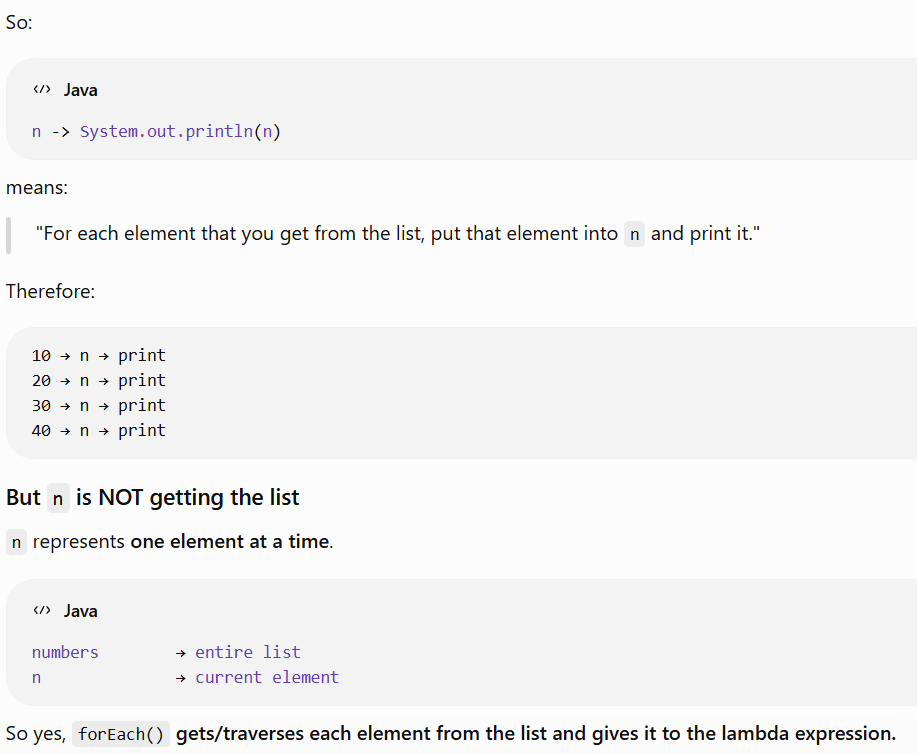 So:
</> Java
n -> System.out.println(n)
means:
"For each element that you get from the list, put that element into n and print it."
Therefore:
10 → n → print
20 → n → print
30 → n → print
40 → n → print
But n is NOT getting the list
n represents one element at a time.
</> Java
numbers → entire list
n → current element
So yes, forEach() gets/traverses each element from the list and gives it to the lambda expression.